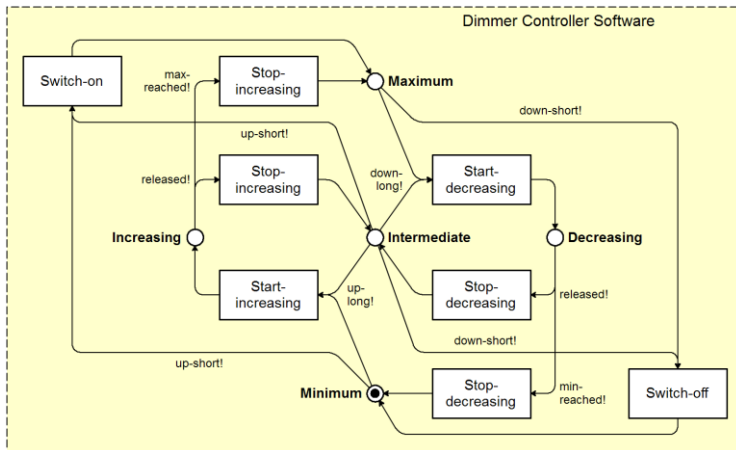 Dimmer Controller Software
Switch-on
max-
reached!
Stop-
increasing
Maximum
up-short!
down-short!
released!
Stop-
increasing
down-
long!
Start-
decreasing
Increasing
Intermediate
Decreasing
Start-
increasing
up-
long!
Stop-
decreasing
released!
down-short!
up-short!
Minimum
Stop-
decreasing
min-
reached!
Switch-off